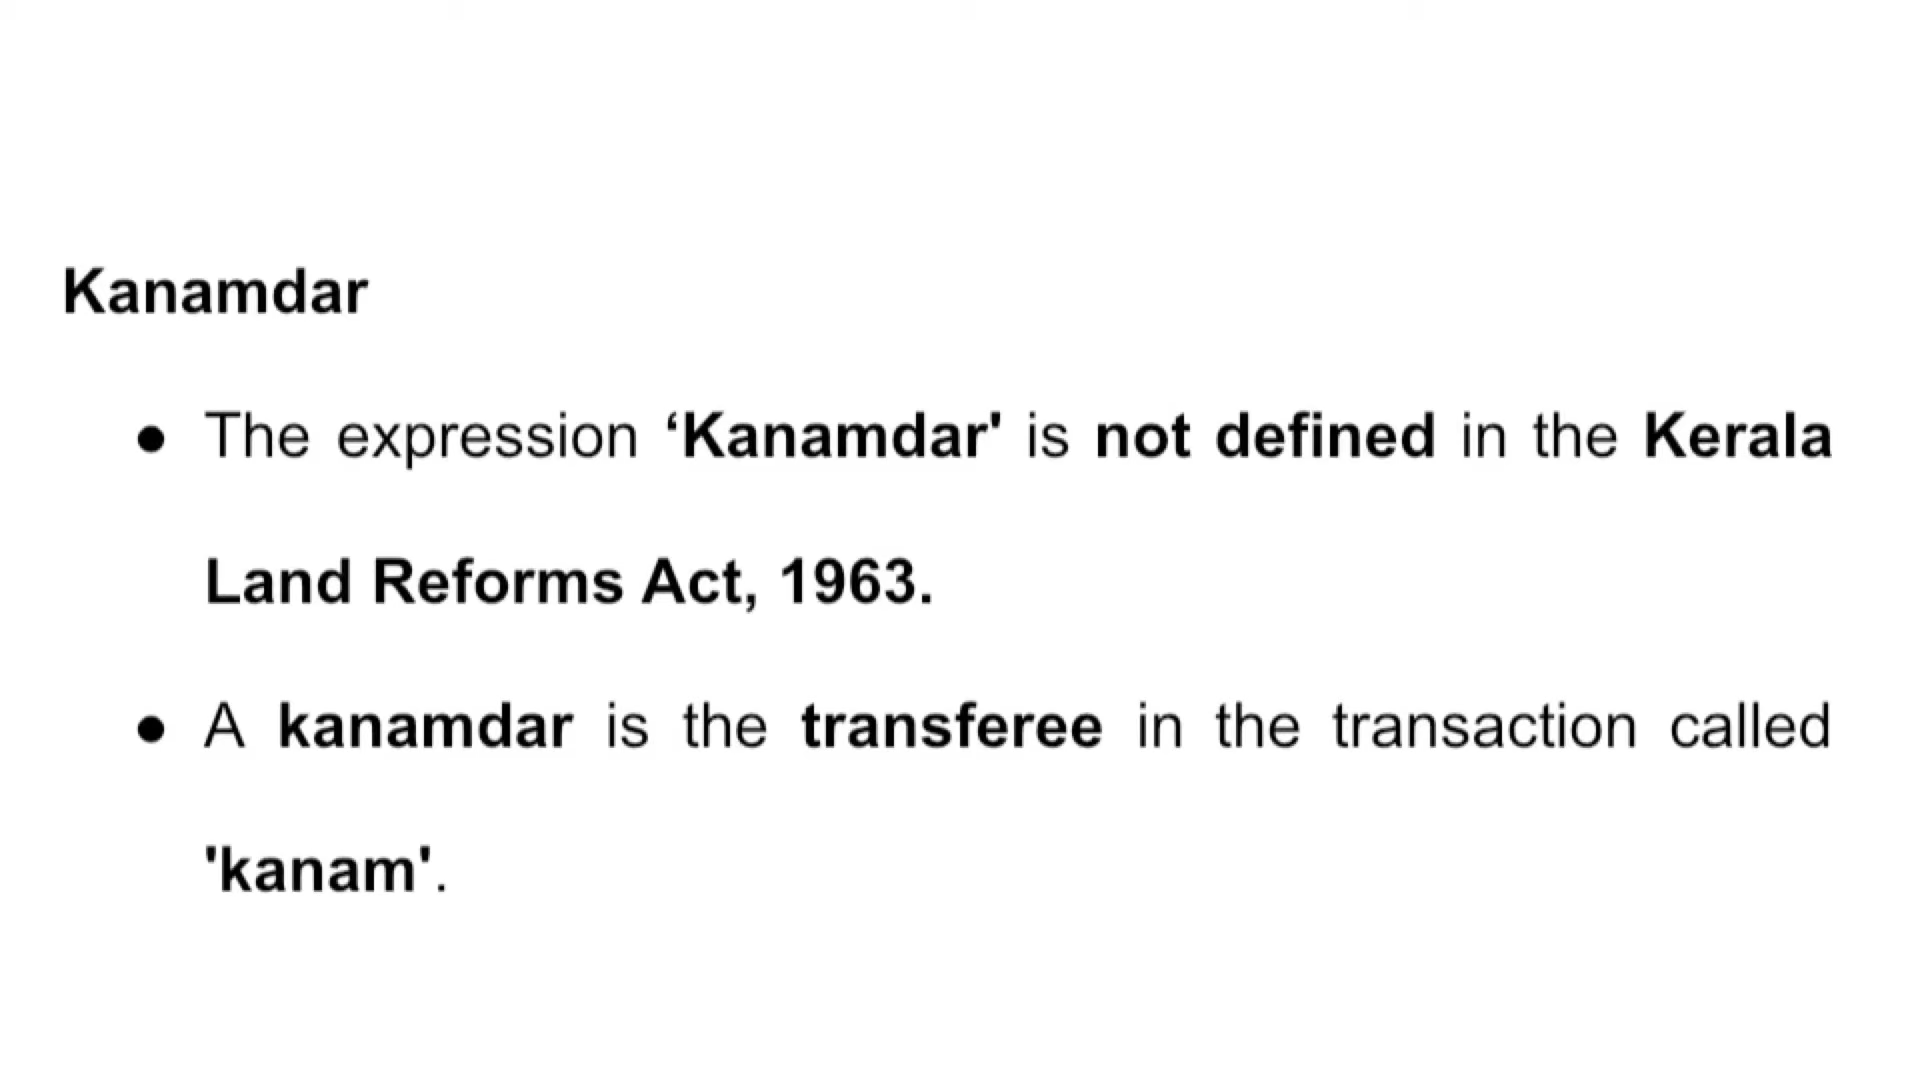 Kanamdar
● The expression ‘Kanamdar' is not defined in the Kerala
Land Reforms Act, 1963.
● A kanamdar is the transferee in the transaction called
'kanam'.